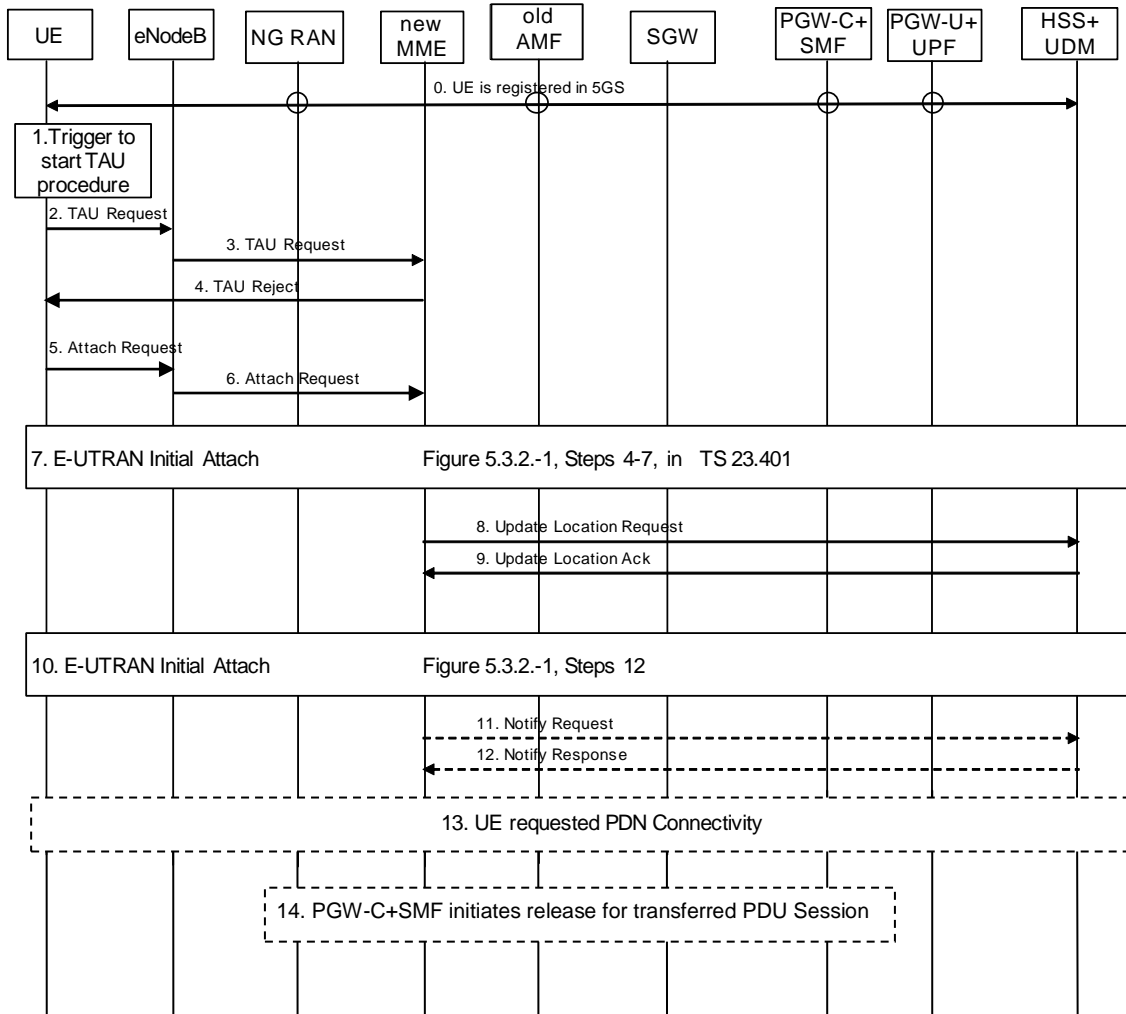 UE
eNodeB
NG RAN
new
MME
old
AMF
SGW
PGW-C+
SMF
PGW-U+
UPF
HSS+
UDM
0. UE is registered in 5GS
1.Trigger to
start TAU
procedure
2. TAU Request
3. TAU Request
4. TAU Reject
5. Attach Request
6. Attach Request
7. E-UTRAN Initial Attach Figure 5.3.2.-1, Steps 4-7, in TS 23.401
8. Update Location Request
9. Update Location Ack
10. E-UTRAN Initial Attach Figure 5.3.2.-1, Steps 12
11. Notify Request
12. Notify Response
13. UE requested PDN Connectivity
14. PGW-C+SMF initiates release for transferred PDU Session